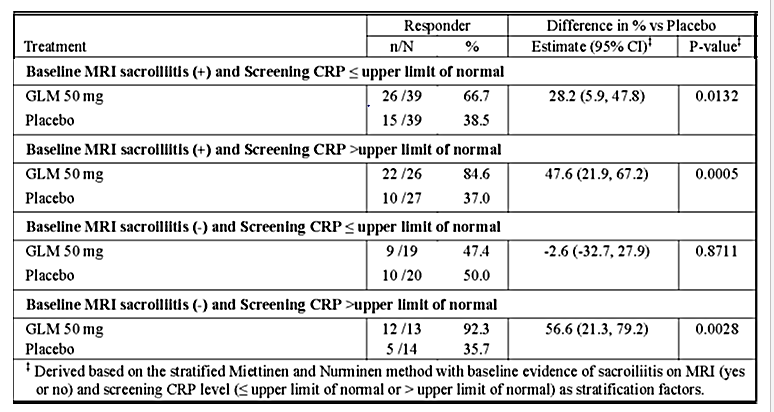 Responder Difference in % vs Placebo
Treatment n/N % Estimate (95% CI)‡ P-value‡
Baseline MRI sacroiliitis (+) and Screening CRP ≤ upper limit of normal
GLM 50 mg 26 /39 66.7 28.2 (5.9, 47.8) 0.0132
Placebo 15 /39 38.5
Baseline MRI sacroiliitis (+) and Screening CRP >upper limit of normal
GLM 50 mg 22 /26 84.6 47.6 (21.9, 67.2) 0.0005
Placebo 10 /27 37.0
Baseline MRI sacroiliitis (-) and Screening CRP ≤ upper limit of normal
GLM 50 mg 9 /19 47.4 -2.6 (-32.7, 27.9) 0.8711
Placebo 10 /20 50.0
Baseline MRI sacroiliitis (-) and Screening CRP >upper limit of normal
GLM 50 mg 12 /13 92.3 56.6 (21.3, 79.2) 0.0028
Placebo 5 /14 35.7
‡ Derived based on the stratified Miettinen and Nurminen method with baseline evidence of sacroiliitis on MRI (yes
or no) and screening CRP level (≤ upper limit of normal or > upper limit of normal) as stratification factors.